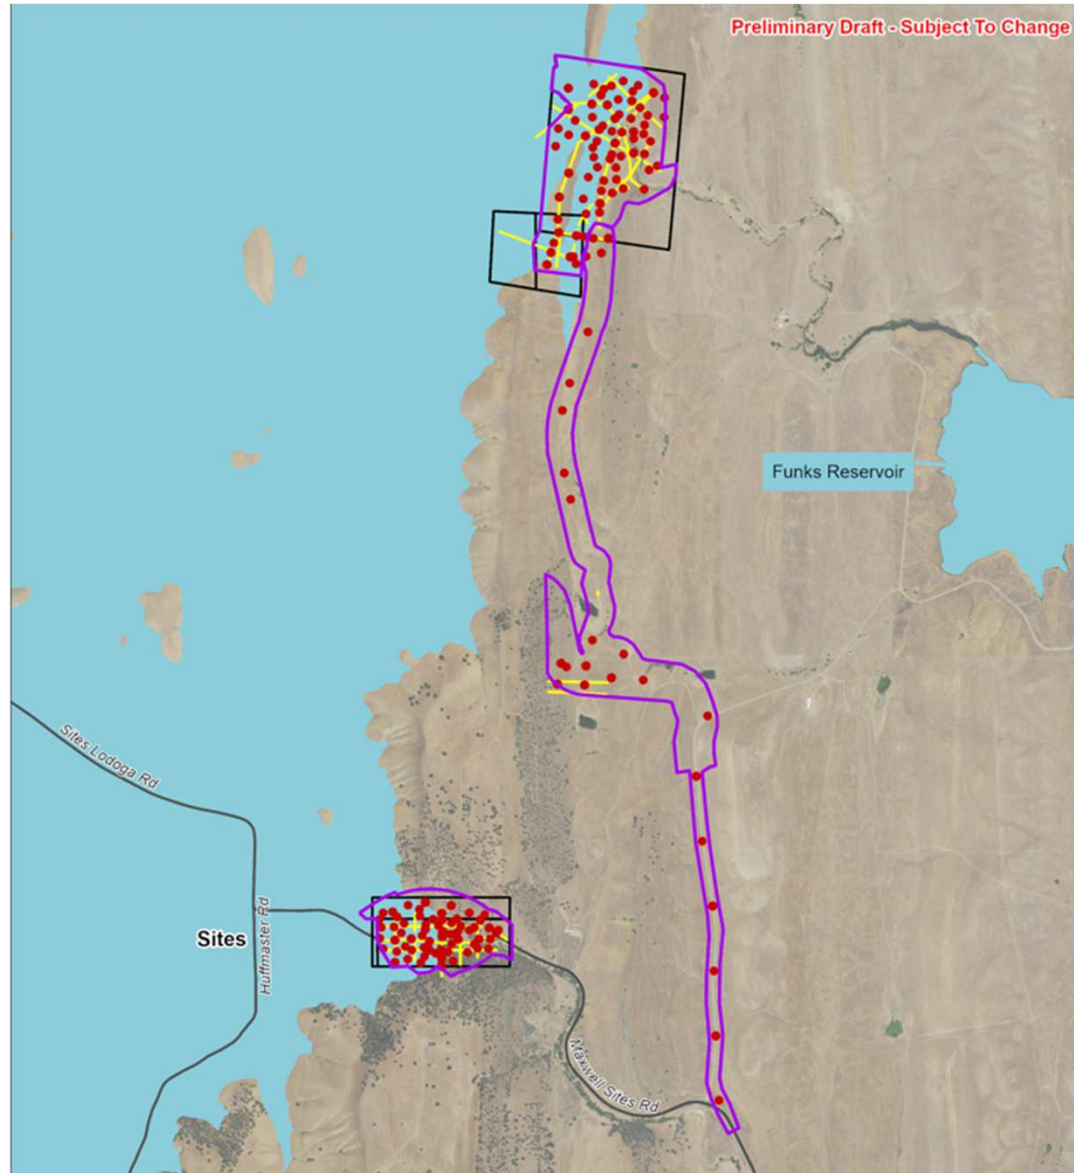 Preliminary Draft - Subject To Change
Funks Reservoir
Sites Lodoga Rd
Huffmaster Rd
Sites
Maxwell Sites Rd